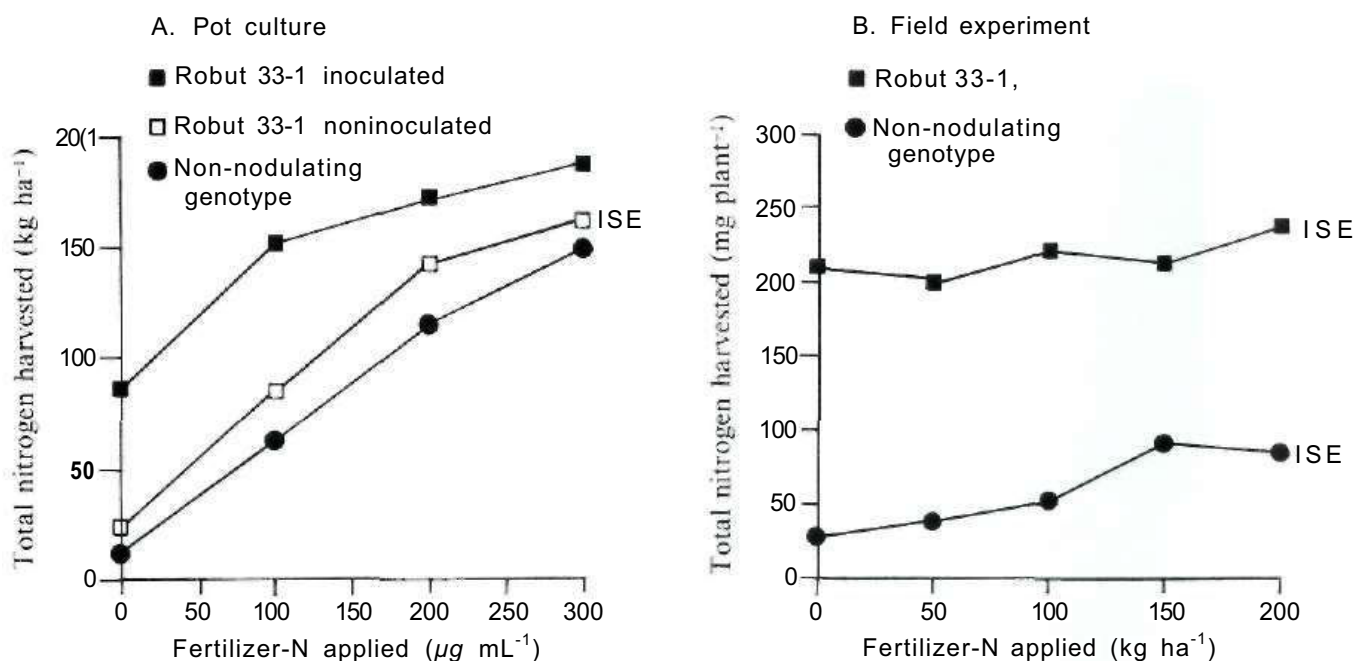 A. Pot culture
Robut 33-1 inoculated
Robut 33-1 noninoculated
Non-nodulating
genotype
Total nitrogen harvested (kg ha⁻¹)
20(1
150
100
50
0
ISE
0 50 100 150 200 250 300
Fertilizer-N applied (µg mL⁻¹)
B. Field experiment
Robut 33-1,
Non-nodulating
genotype
Total nitrogen harvested (mg plant⁻¹)
300
250
200
150
100
50
0
ISE
ISE
0 50 100 150 200
Fertilizer-N applied (kg ha⁻¹)